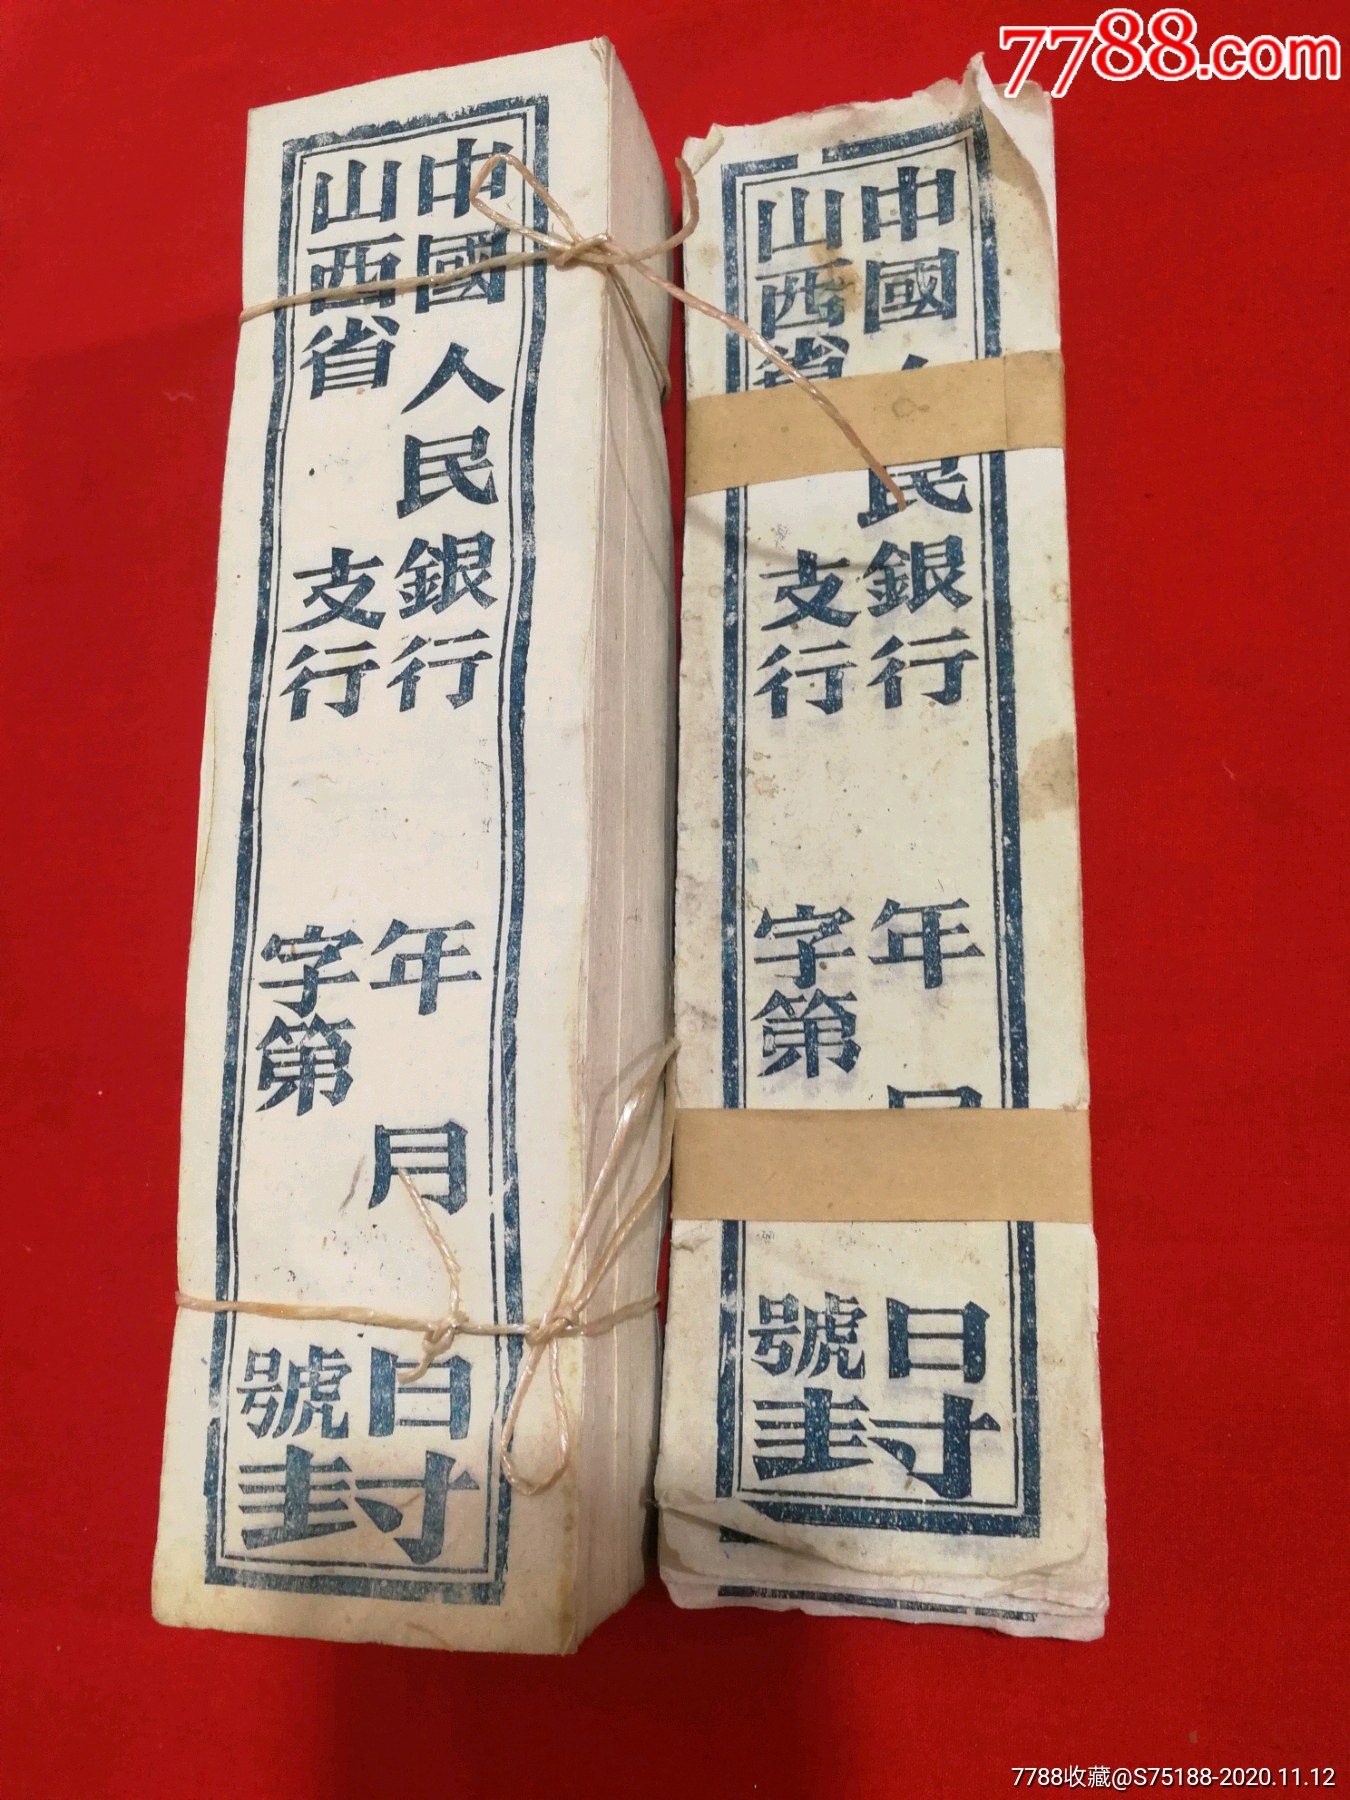 7788.com
中國人民銀行 年 月 日
山西省 支行 字第 號
封
中國人民銀行 年 月 日
山西省 支行 字第 號
封
7788收藏@S75188-2020.11.12